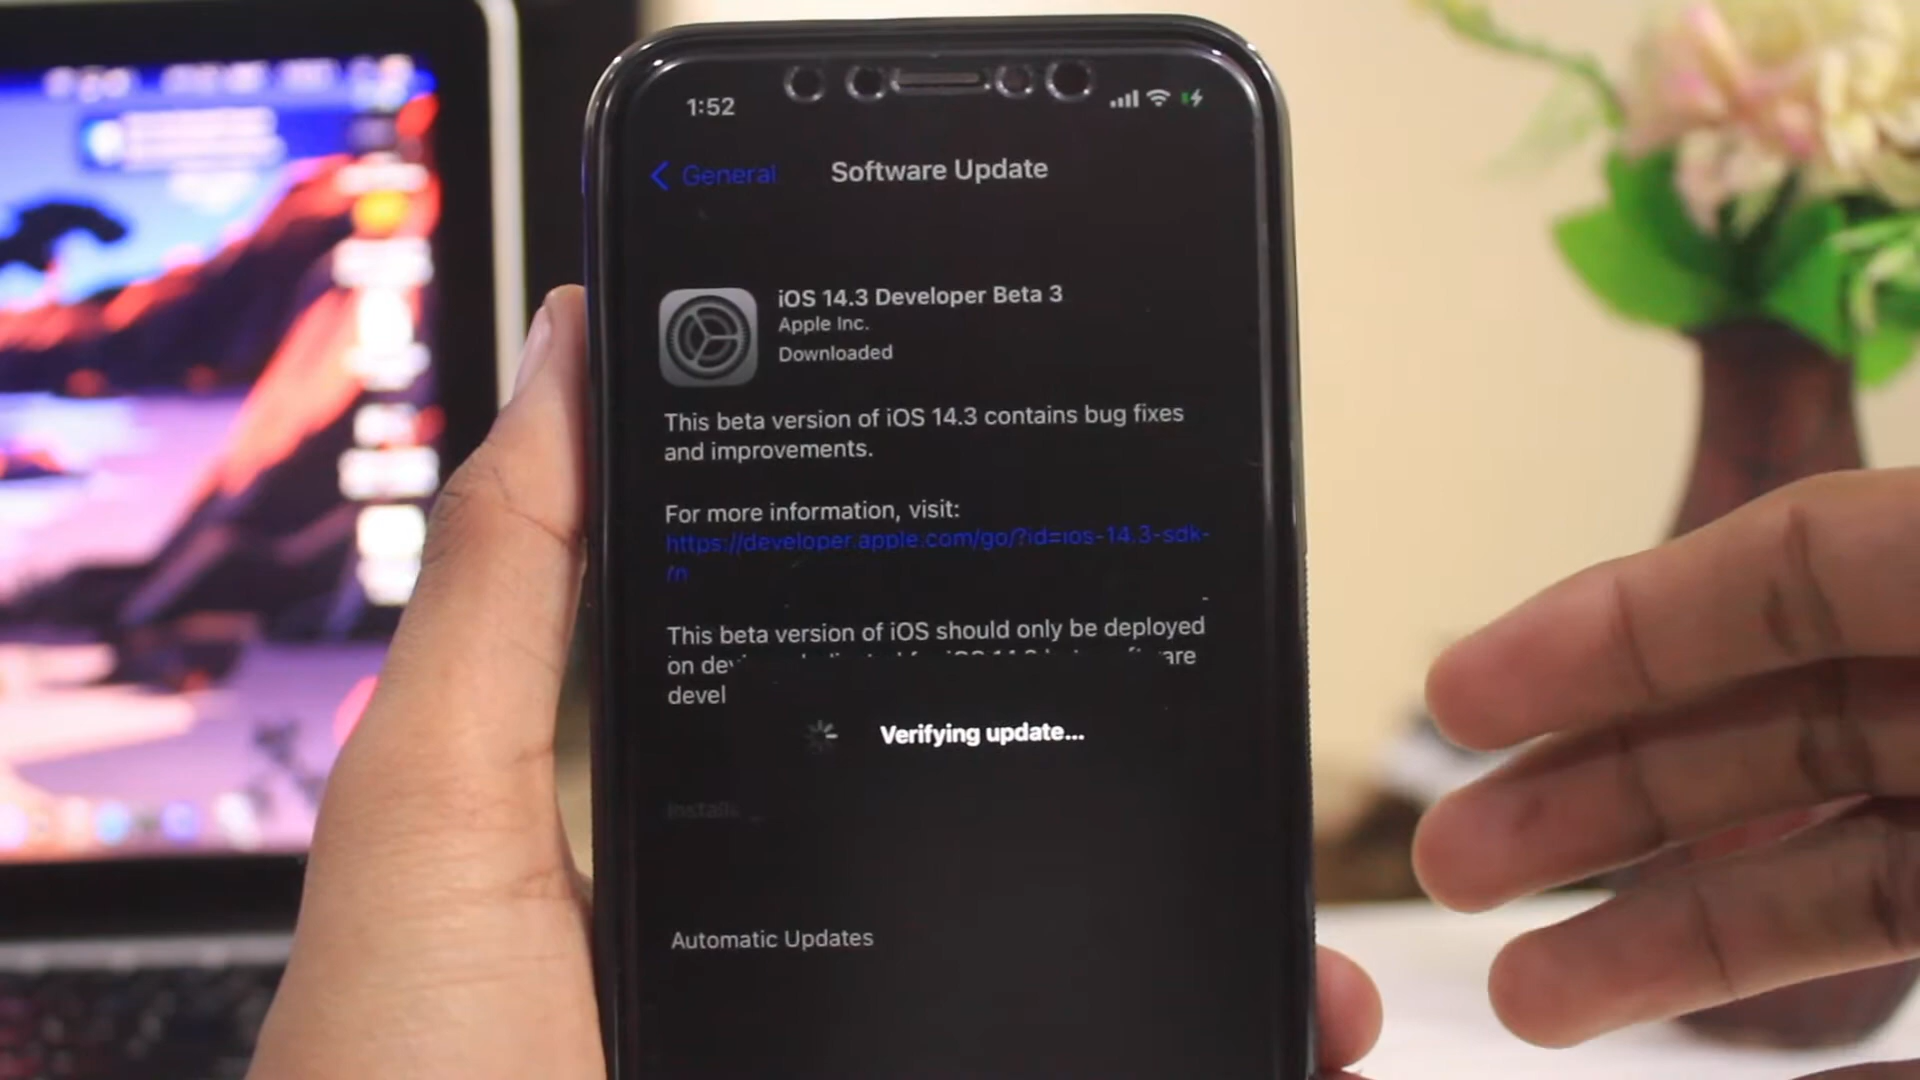 1:52
General
Software Update
iOS 14.3 Developer Beta 3
Apple Inc.
Downloaded
This beta version of iOS 14.3 contains bug fixes
and improvements.
For more information, visit:
https://developer.apple.com/go/?id=ios-14.3-sdk-
/n
This beta version of iOS should only be deployed
on
Verifying update...
Automatic Updates